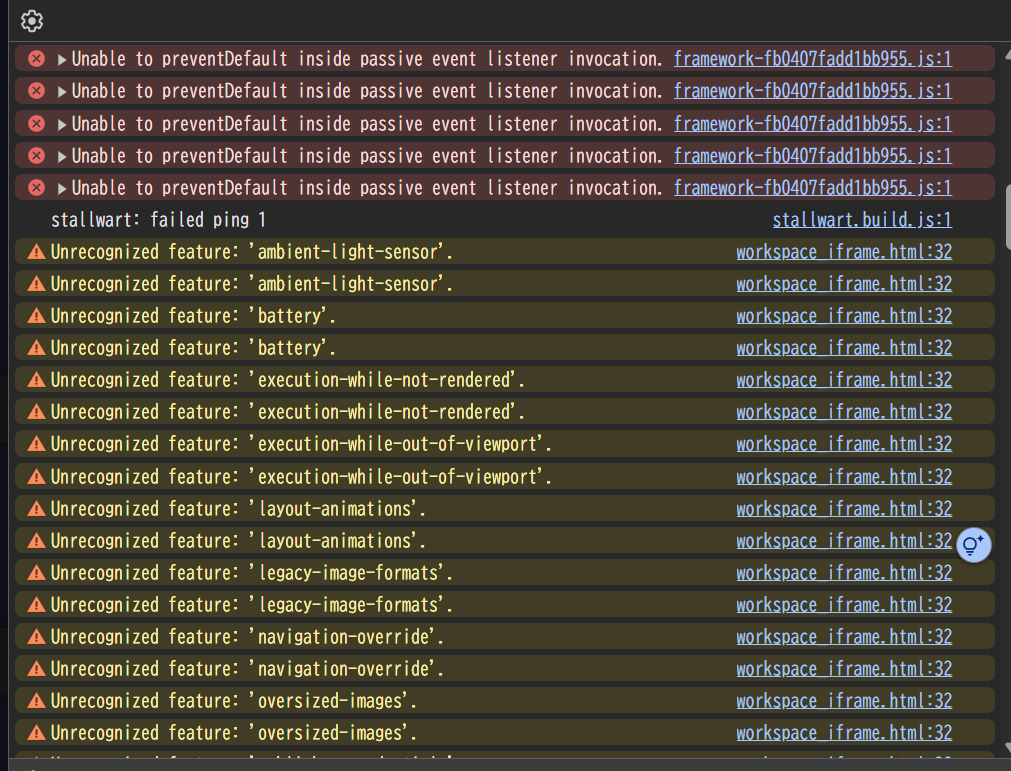 Unable to preventDefault inside passive event listener invocation. framework-fb0407fadd1bb955.js:1
Unable to preventDefault inside passive event listener invocation. framework-fb0407fadd1bb955.js:1
Unable to preventDefault inside passive event listener invocation. framework-fb0407fadd1bb955.js:1
Unable to preventDefault inside passive event listener invocation. framework-fb0407fadd1bb955.js:1
Unable to preventDefault inside passive event listener invocation. framework-fb0407fadd1bb955.js:1
stallwart: failed ping 1 stallwart.build.js:1
Unrecognized feature: 'ambient-light-sensor'. workspace_iframe.html:32
Unrecognized feature: 'ambient-light-sensor'. workspace_iframe.html:32
Unrecognized feature: 'battery'. workspace_iframe.html:32
Unrecognized feature: 'battery'. workspace_iframe.html:32
Unrecognized feature: 'execution-while-not-rendered'. workspace_iframe.html:32
Unrecognized feature: 'execution-while-not-rendered'. workspace_iframe.html:32
Unrecognized feature: 'execution-while-out-of-viewport'. workspace_iframe.html:32
Unrecognized feature: 'execution-while-out-of-viewport'. workspace_iframe.html:32
Unrecognized feature: 'layout-animations'. workspace_iframe.html:32
Unrecognized feature: 'layout-animations'. workspace_iframe.html:32
Unrecognized feature: 'legacy-image-formats'. workspace_iframe.html:32
Unrecognized feature: 'legacy-image-formats'. workspace_iframe.html:32
Unrecognized feature: 'navigation-override'. workspace_iframe.html:32
Unrecognized feature: 'navigation-override'. workspace_iframe.html:32
Unrecognized feature: 'oversized-images'. workspace_iframe.html:32
Unrecognized feature: 'oversized-images'. workspace_iframe.html:32